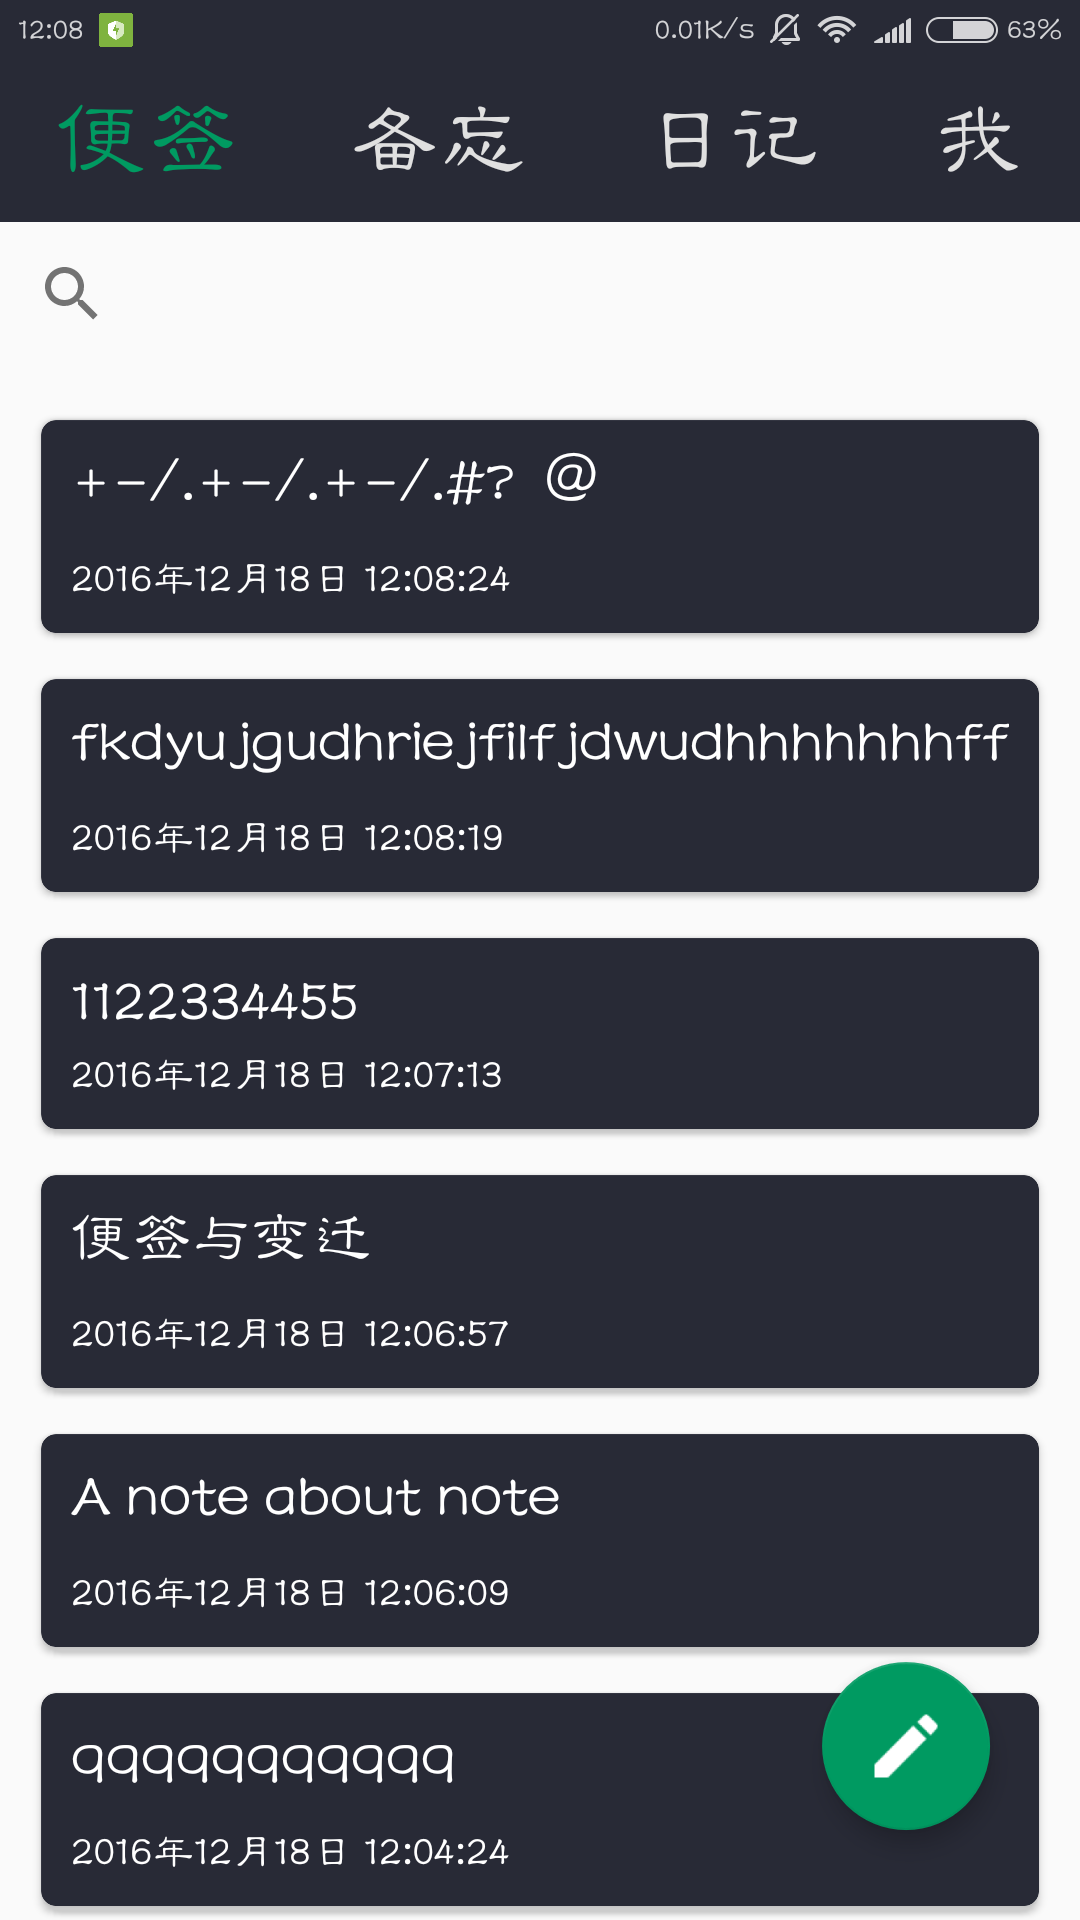 12:08 0.01K/s 63%
便签 备忘 日记 我
+-/.+-/.+-/.#? @
2016年12月18日 12:08:24
fkdyujgudhriejfilfjdwudhhhhhhhff
2016年12月18日 12:08:19
1122334455
2016年12月18日 12:07:13
便签与变迁
2016年12月18日 12:06:57
A note about note
2016年12月18日 12:06:09
qqqqqqqqqqq
2016年12月18日 12:04:24